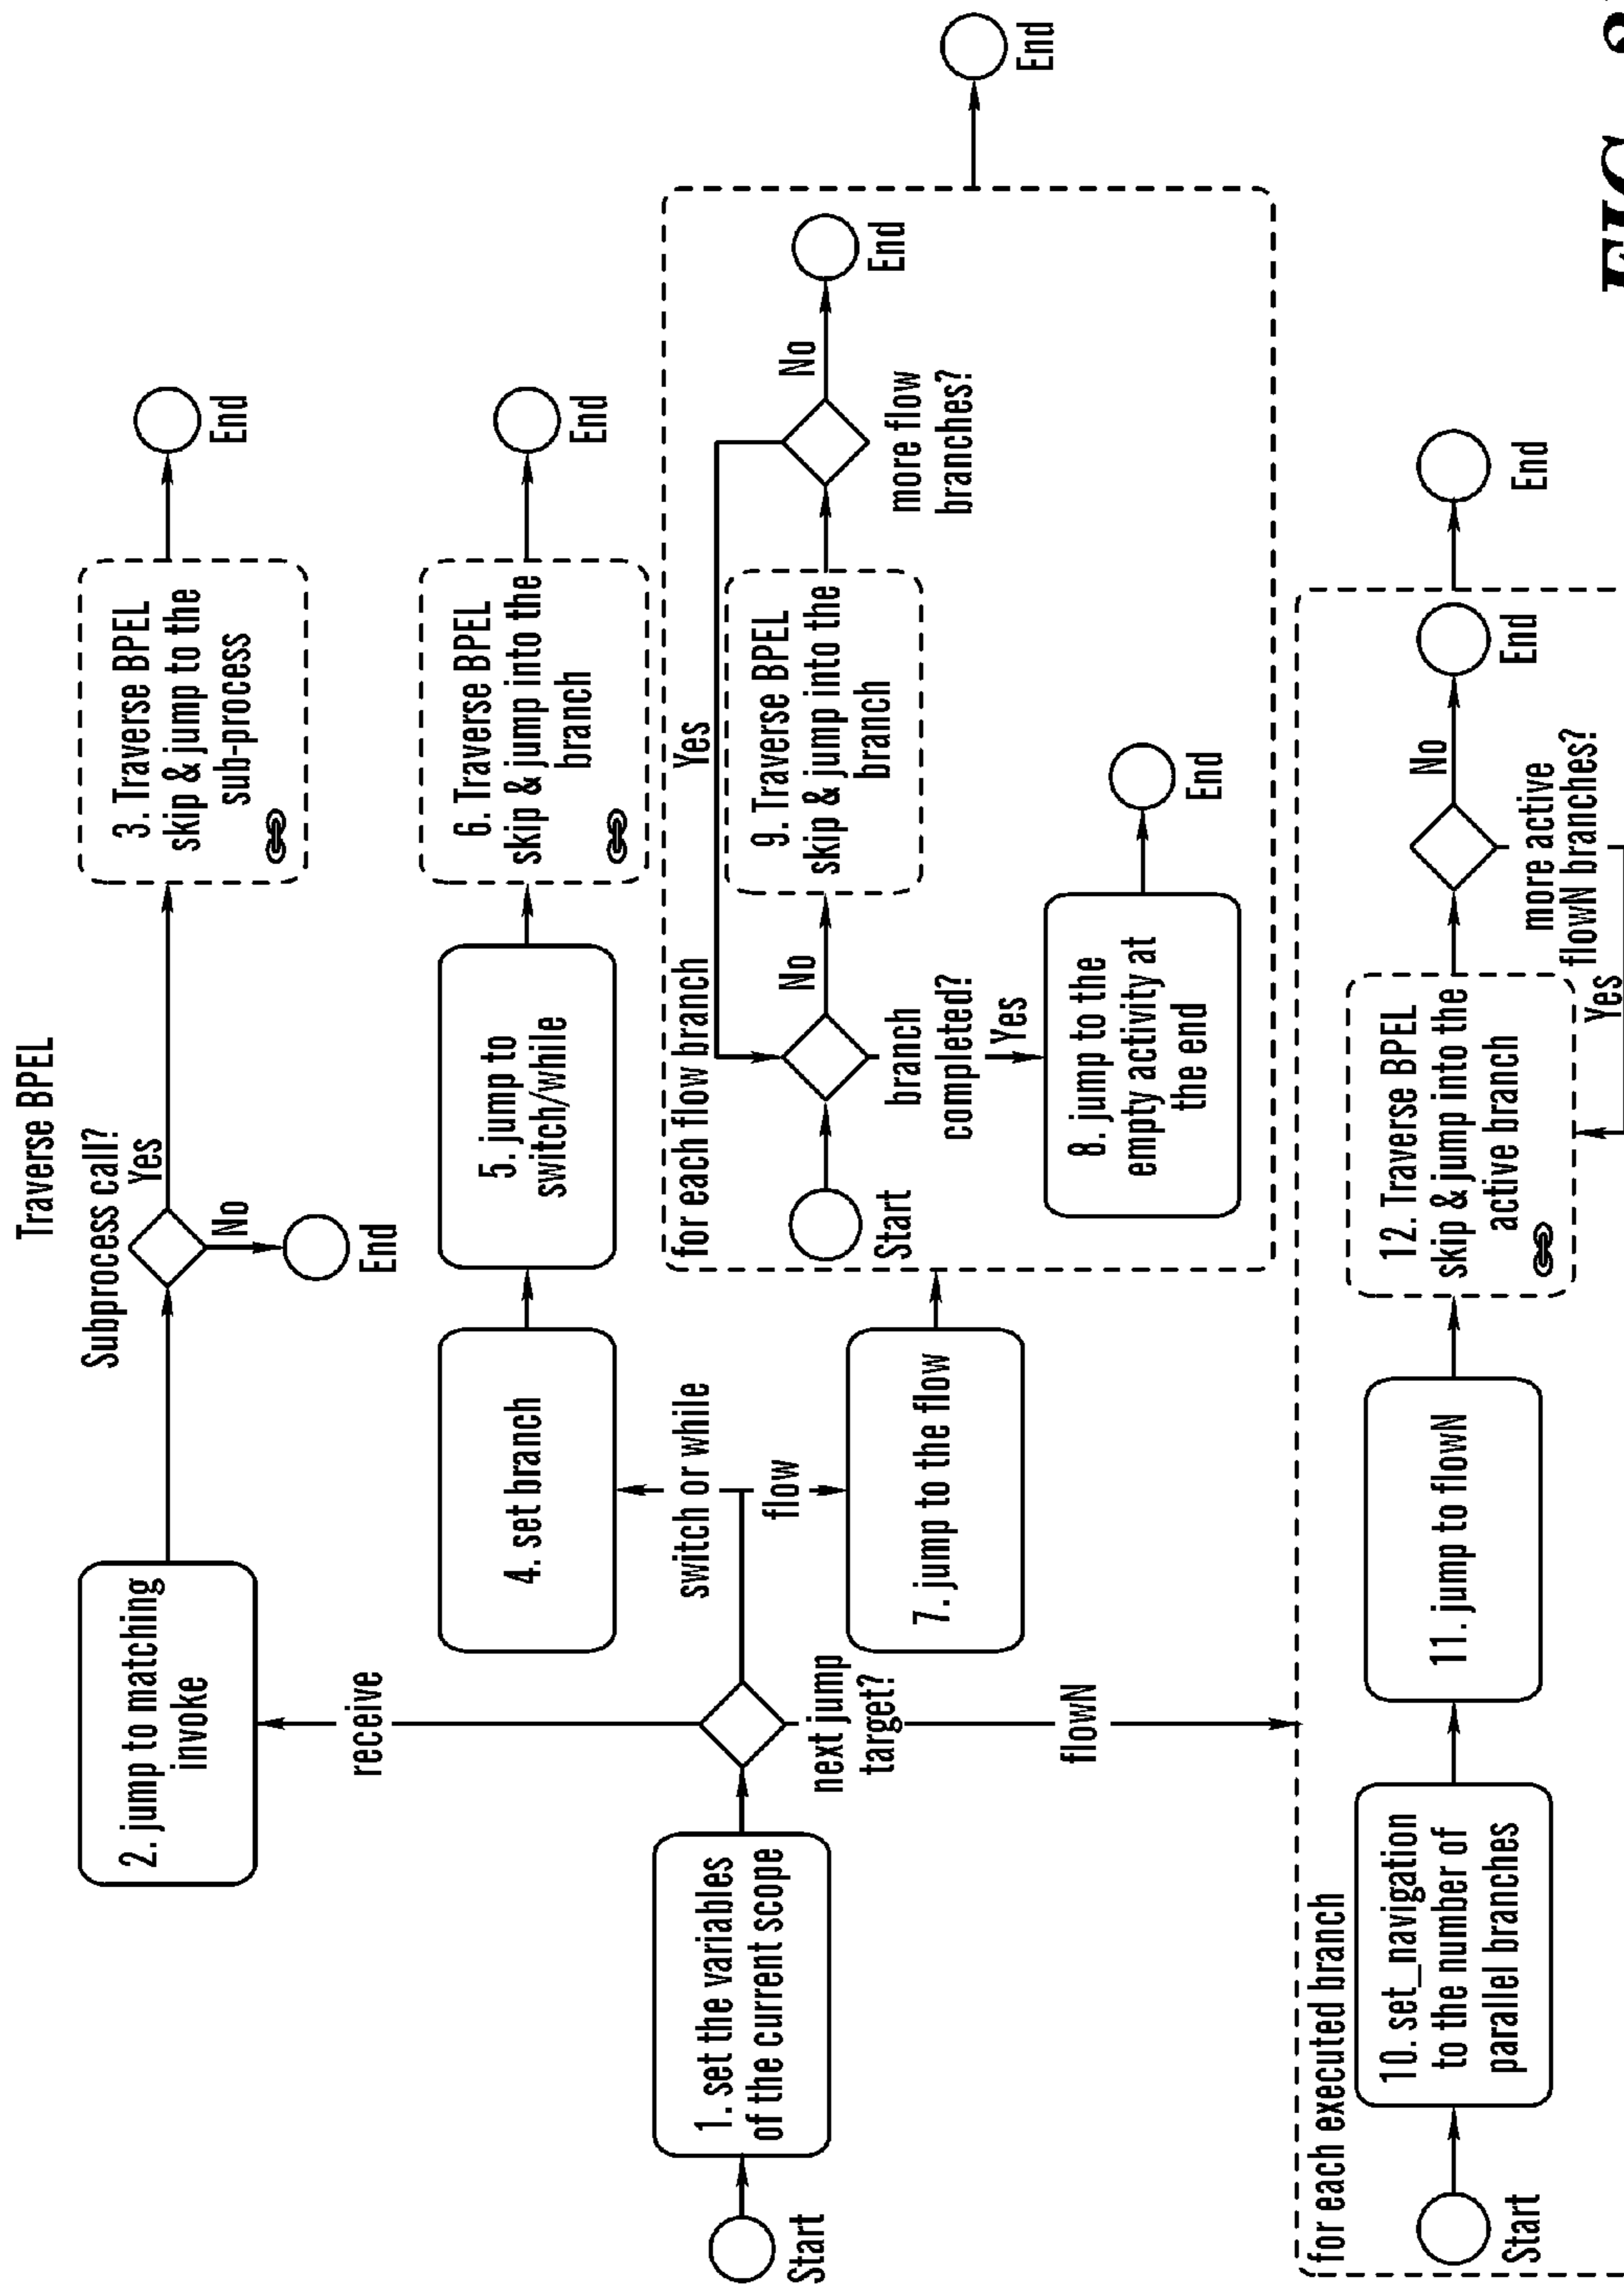 Traverse BPEL
Start
1. set the variables
of the current scope
next jump
target?
receive
2. jump to matching
invoke
Subprocess call?
Yes
No
End
3. Traverse BPEL
skip & jump to the
sub-process
End
switch or while
4. set branch
5. jump to
switch/while
6. Traverse BPEL
skip & jump into the
branch
End
flow
7. jump to the flow
for each flow branch
Start
branch
completed?
No
Yes
8. jump to the
empty activity at
the end
End
9. Traverse BPEL
skip & jump into the
branch
Yes
more flow
branches?
No
End
End
flowN
for each executed branch
Start
10. set_navigation
to the number of
parallel branches
11. jump to flowN
12. Traverse BPEL
skip & jump into the
active branch
Yes
more active
flowN branches?
No
End
End
FIG